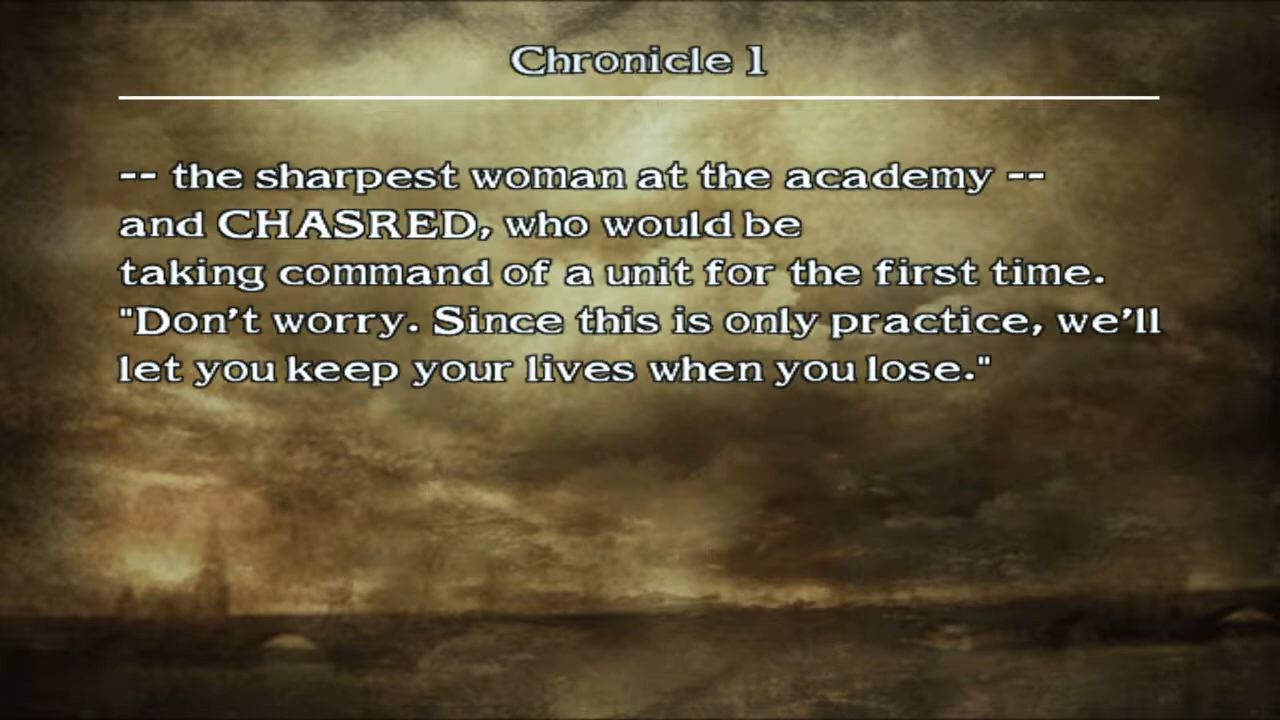 Chronicle 1
-- the sharpest woman at the academy --
and CHASRED, who would be
taking command of a unit for the first time.
"Don't worry. Since this is only practice, we'll
let you keep your lives when you lose."